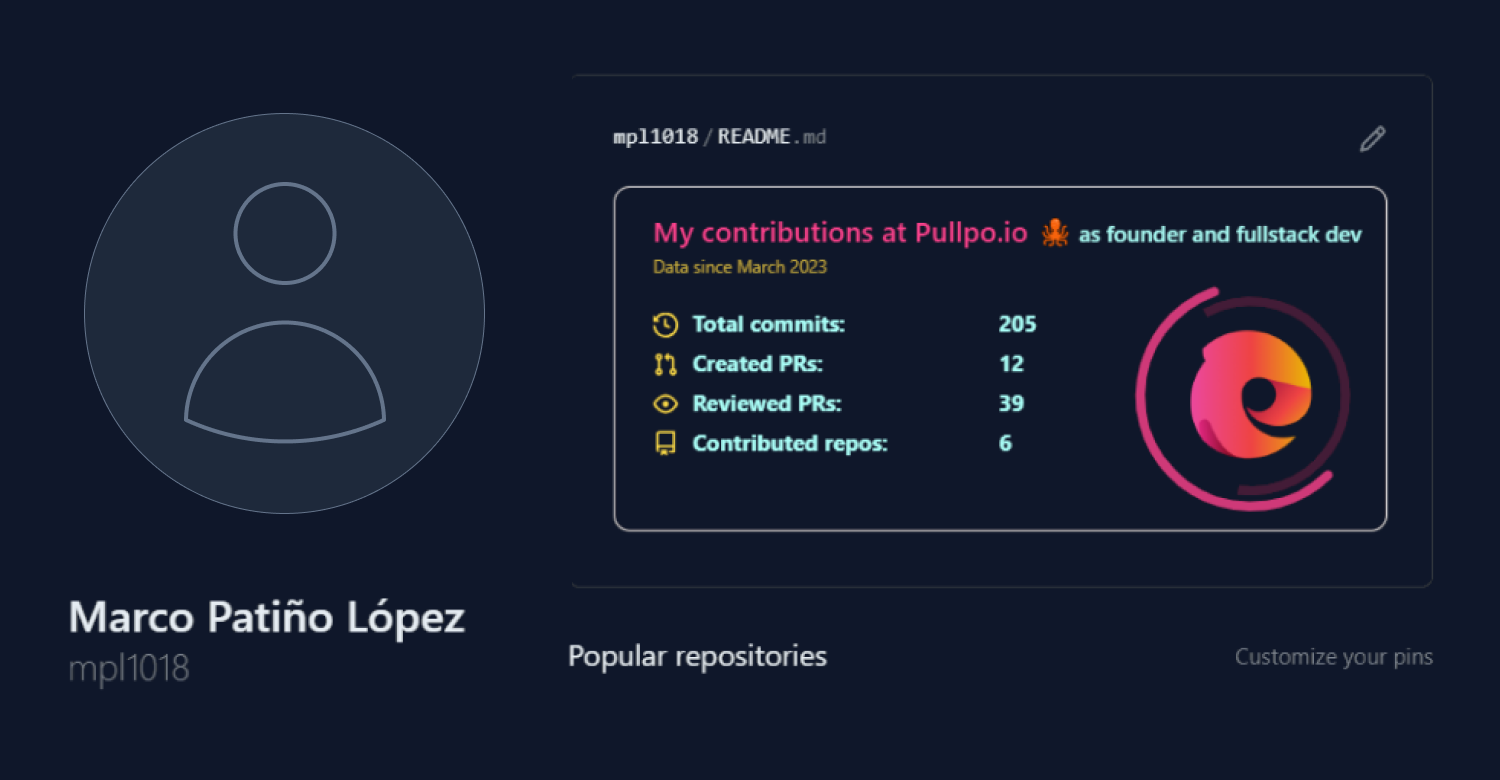 mpl1018/README.md
My contributions at Pullpo.io 🐙 as founder and fullstack dev
Data since March 2023
Total commits: 205
Created PRs: 12
Reviewed PRs: 39
Contributed repos: 6
Marco Patiño López
mpl1018
Popular repositories
Customize your pins